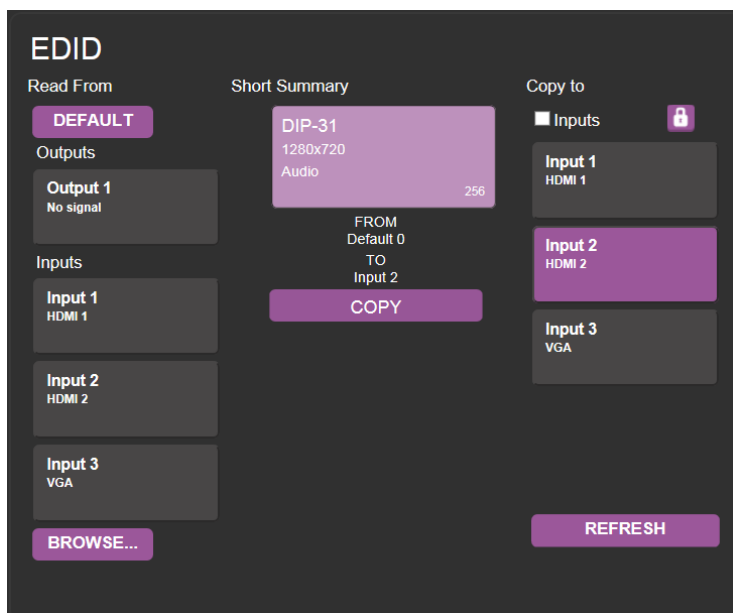 EDID
Read From
DEFAULT
Outputs
Output 1
No signal
Inputs
Input 1
HDMI 1
Input 2
HDMI 2
Input 3
VGA
BROWSE...
Short Summary
DIP-31
1280x720
Audio
256
FROM
Default 0
TO
Input 2
COPY
Copy to
Inputs
Input 1
HDMI 1
Input 2
HDMI 2
Input 3
VGA
REFRESH